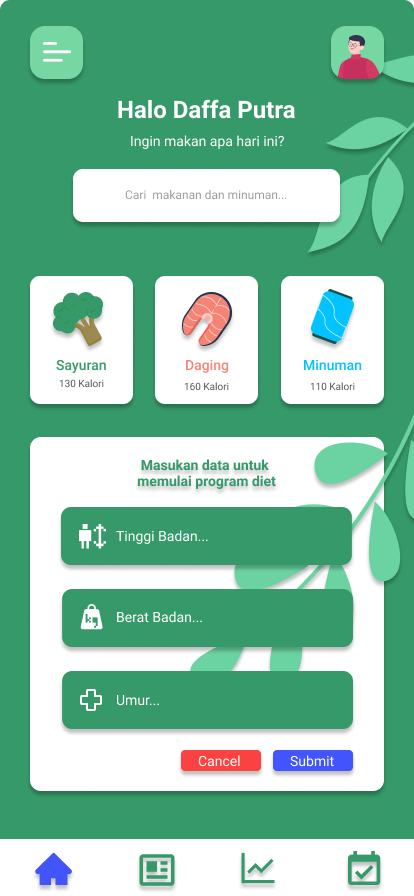 Halo Daffa Putra
Ingin makan apa hari ini?
Cari makanan dan minuman...
Sayuran
130 Kalori
Daging
160 Kalori
Minuman
110 Kalori
Masukan data untuk
memulai program diet
Tinggi Badan...
kg
Berat Badan...
Umur...
Cancel
Submit